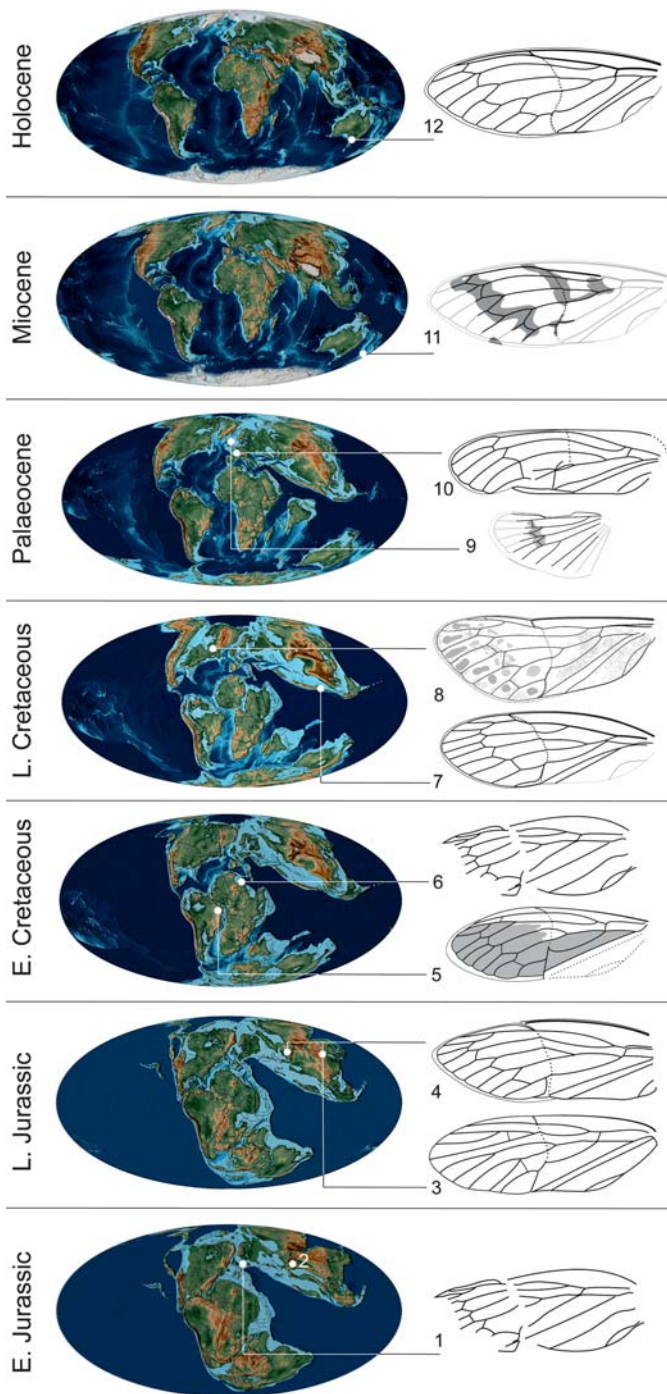 Holocene
12
Miocene
11
Palaeocene
10
9
L. Cretaceous
8
7
E. Cretaceous
6
5
L. Jurassic
4
3
E. Jurassic
2
1